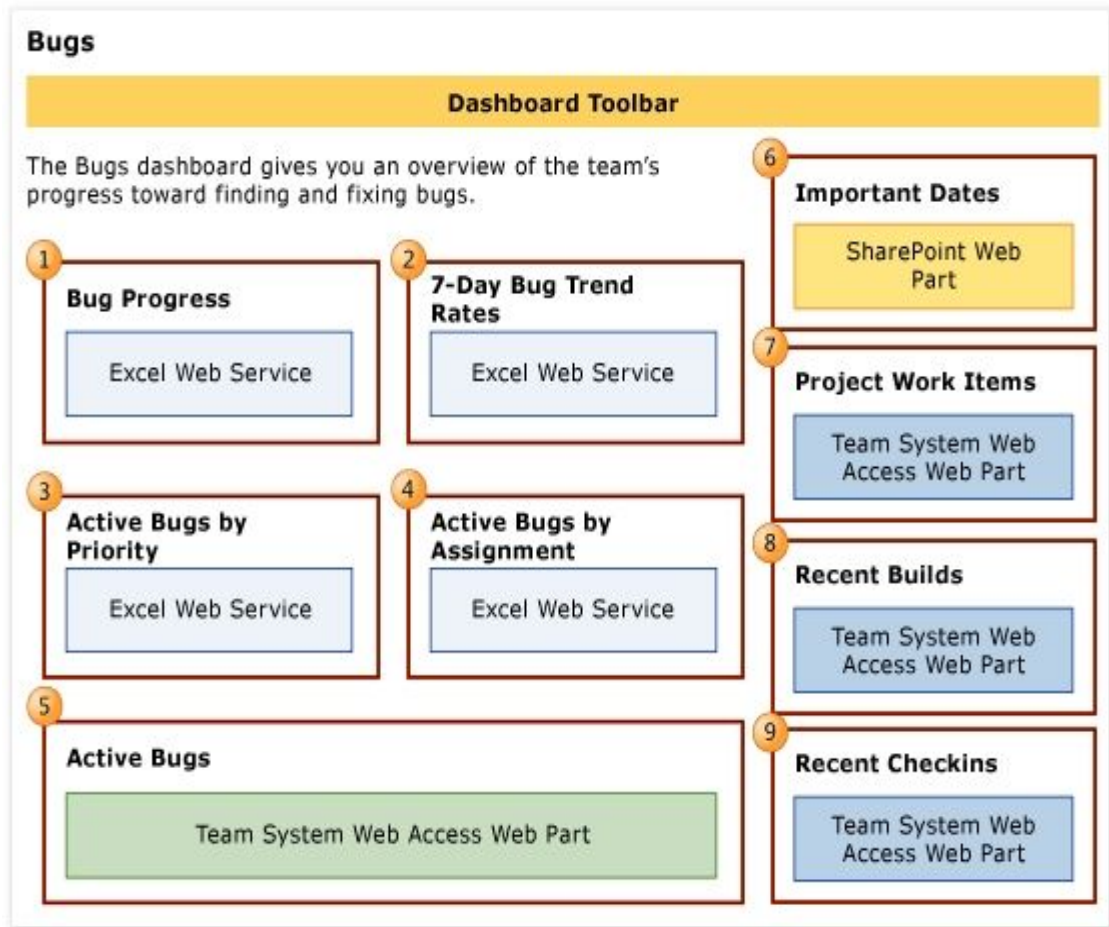 Bugs
Dashboard Toolbar
The Bugs dashboard gives you an overview of the team's
progress toward finding and fixing bugs.
1
Bug Progress
Excel Web Service
2
7-Day Bug Trend
Rates
Excel Web Service
3
Active Bugs by
Priority
Excel Web Service
4
Active Bugs by
Assignment
Excel Web Service
5
Active Bugs
Team System Web Access Web Part
6
Important Dates
SharePoint Web
Part
7
Project Work Items
Team System Web
Access Web Part
8
Recent Builds
Team System Web
Access Web Part
9
Recent Checkins
Team System Web
Access Web Part